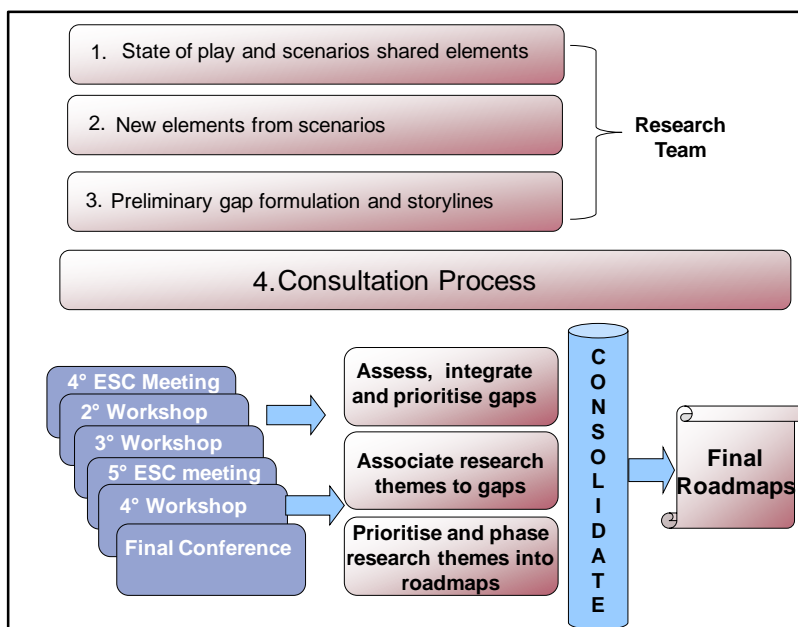 1. State of play and scenarios shared elements
2. New elements from scenarios
3. Preliminary gap formulation and storylines
Research
Team
4. Consultation Process
4° ESC Meeting
2° Workshop
3° Workshop
5° ESC meeting
4° Workshop
Final Conference
Assess, integrate
and prioritise gaps
Associate research
themes to gaps
Prioritise and phase
research themes into
roadmaps
C
O
N
S
O
L
I
D
A
T
E
Final
Roadmaps